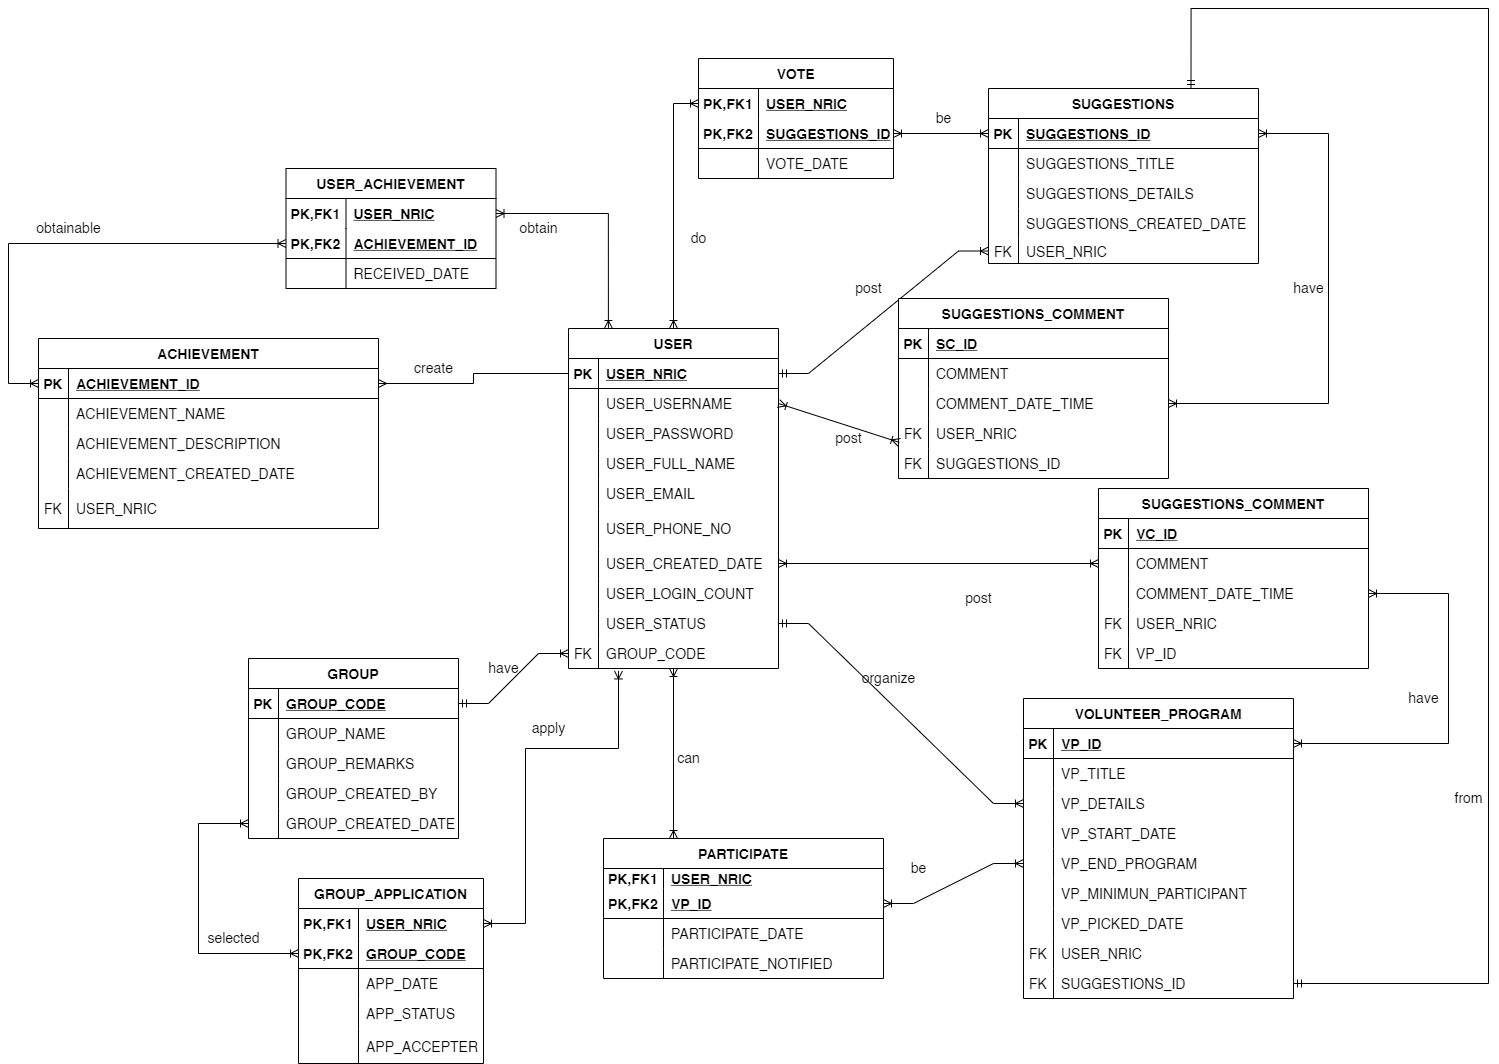 VOTE
PK,FK1 USER_NRIC
PK,FK2 SUGGESTIONS_ID
VOTE_DATE
be
SUGGESTIONS
PK SUGGESTIONS_ID
SUGGESTIONS_TITLE
SUGGESTIONS_DETAILS
SUGGESTIONS_CREATED_DATE
FK USER_NRIC
USER_ACHIEVEMENT
PK,FK1 USER_NRIC
PK,FK2 ACHIEVEMENT_ID
RECEIVED_DATE
obtainable
obtain
do
post
have
SUGGESTIONS_COMMENT
PK SC_ID
COMMENT
COMMENT_DATE_TIME
FK USER_NRIC
FK SUGGESTIONS_ID
ACHIEVEMENT
PK ACHIEVEMENT_ID
ACHIEVEMENT_NAME
ACHIEVEMENT_DESCRIPTION
ACHIEVEMENT_CREATED_DATE
FK USER_NRIC
create
USER
PK USER_NRIC
USER_USERNAME
USER_PASSWORD
USER_FULL_NAME
USER_EMAIL
USER_PHONE_NO
USER_CREATED_DATE
USER_LOGIN_COUNT
USER_STATUS
FK GROUP_CODE
post
SUGGESTIONS_COMMENT
PK VC_ID
COMMENT
COMMENT_DATE_TIME
FK USER_NRIC
FK VP_ID
post
organize
have
from
GROUP
PK GROUP_CODE
GROUP_NAME
GROUP_REMARKS
GROUP_CREATED_BY
GROUP_CREATED_DATE
have
apply
can
VOLUNTEER_PROGRAM
PK VP_ID
VP_TITLE
VP_DETAILS
VP_START_DATE
VP_END_PROGRAM
VP_MINIMUN_PARTICIPANT
VP_PICKED_DATE
FK USER_NRIC
FK SUGGESTIONS_ID
PARTICIPATE
PK,FK1 USER_NRIC
PK,FK2 VP_ID
PARTICIPATE_DATE
PARTICIPATE_NOTIFIED
be
GROUP_APPLICATION
PK,FK1 USER_NRIC
PK,FK2 GROUP_CODE
APP_DATE
APP_STATUS
APP_ACCEPTER
selected